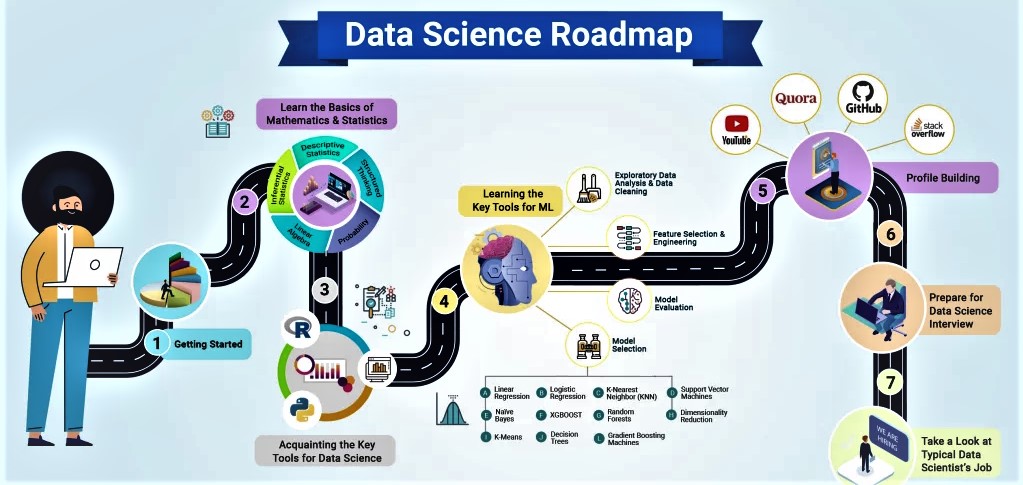 Data Science Roadmap
Learn the Basics of
Mathematics & Statistics
Descriptive
Statistics
Structured
Thinking
Inferential
Statistics
Linear
Algebra
Probability
1
Getting Started
2
3
R
Acquainting the Key
Tools for Data Science
4
Learning the
Key Tools for ML
Exploratory Data
Analysis & Data
Cleaning
Feature Selection &
Engineering
Model
Evaluation
Model
Selection
A Linear
Regression
B Logistic
Regression
C K-Nearest
Neighbor (KNN)
D Support Vector
Machines
E Naïve
Bayes
F XGBOOST
G Random
Forests
H Dimensionality
Reduction
I K-Means
J Decision
Trees
L Gradient Boosting
Machines
5
YouTube
Quora
GitHub
stack
overflow
Profile Building
6
Prepare for
Data Science
Interview
7
WE ARE
HIRING
Take a Look at
Typical Data
Scientist's Job